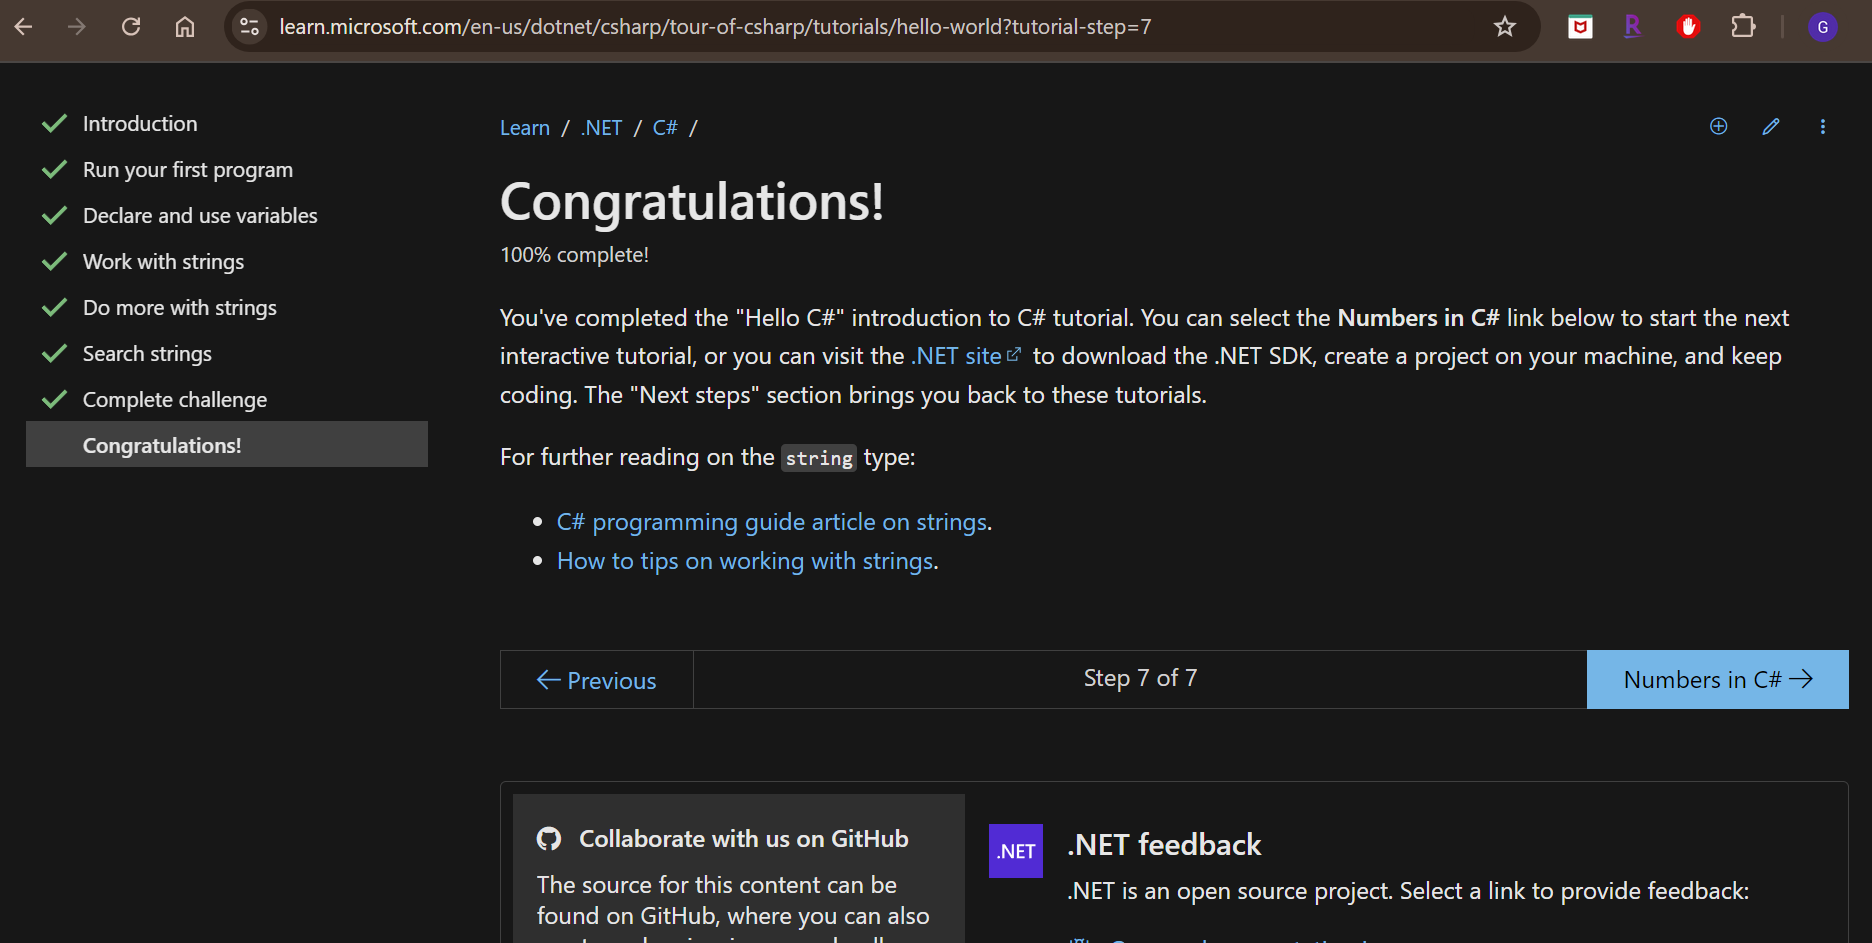 learn.microsoft.com/en-us/dotnet/csharp/tour-of-csharp/tutorials/hello-world?tutorial-step=7
R
G
Introduction
Run your first program
Declare and use variables
Work with strings
Do more with strings
Search strings
Complete challenge
Congratulations!
Learn / .NET / C# /
Congratulations!
100% complete!
You've completed the "Hello C#" introduction to C# tutorial. You can select the Numbers in C# link below to start the next
interactive tutorial, or you can visit the .NET site to download the .NET SDK, create a project on your machine, and keep
coding. The "Next steps" section brings you back to these tutorials.
For further reading on the string type:
• C# programming guide article on strings.
• How to tips on working with strings.
← Previous
Step 7 of 7
Numbers in C# →
Collaborate with us on GitHub
The source for this content can be
found on GitHub, where you can also
.NET
.NET feedback
.NET is an open source project. Select a link to provide feedback: